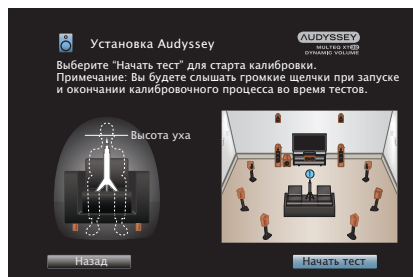 Установка Audyssey
AUDYSSEY
MULTEQ XT32
DYNAMIC VOLUME
Выберите “Начать тест” для старта калибровки.
Примечание: Вы будете слышать громкие щелчки при запуске
и окончании калибровочного процесса во время тестов.
Высота уха
1
Назад
Начать тест